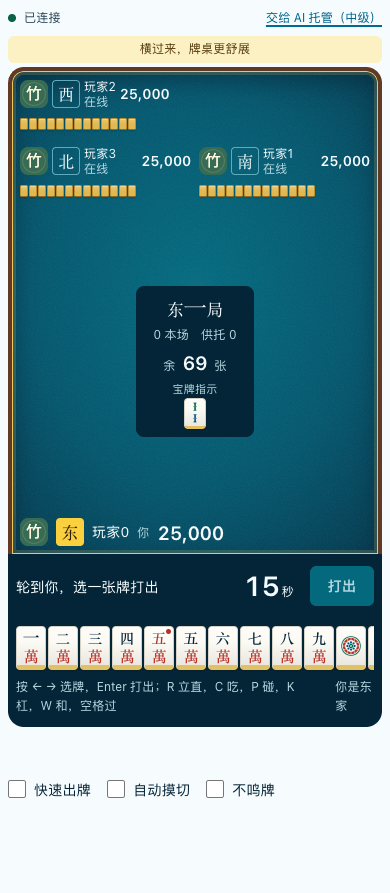 已连接
交给 AI 托管（中级）
横过来，牌桌更舒展
竹 西 玩家2 在线 25,000
竹 北 玩家3 在线 25,000
竹 南 玩家1 在线 25,000
东一局
0 本场 供托 0
余 69 张
宝牌指示
竹 东 玩家0 你 25,000
轮到你，选一张牌打出
15秒
打出
一萬 二萬 三萬 四萬 五萬 五萬 六萬 七萬 八萬 九萬
按 ← → 选牌，Enter 打出；R 立直，C 吃，P 碰，K
杠，W 和，空格过
你是东
家
快速出牌
自动摸切
不鸣牌